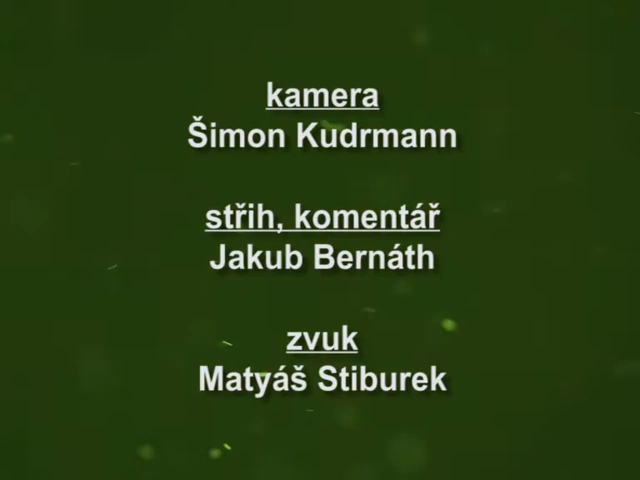 kamera
Šimon Kudrmann
střih, komentář
Jakub Bernáth
zvuk
Matyáš Stiburek